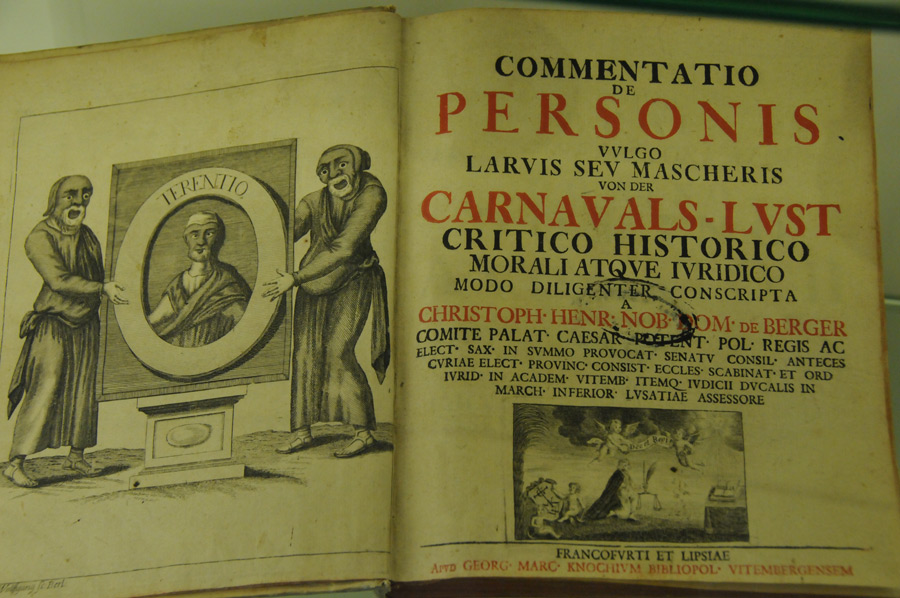 TERENTIO
COMMENTATIO
DE
PERSONIS
VVLGO
LARVIS SEV MASCHERIS
VON DER
CARNAVALS-LVST
CRITICO HISTORICO
MORALI ATQVE IVRIDICO
MODO DILIGENTER CONSCRIPTA
A
CHRISTOPH· HENR· NOB· DOM· DE BERGER
COMITE PALAT· CAESAR· POTENT· POL· REGIS AC
ELECT· SAX· IN SVMMO PROVOCAT· SENATV CONSIL· ANTECES
CVRIAE ELECT· PROVINC· CONSIST· ECCLES· SCABINAT· ET ORD
IVRID· IN ACADEM· VITEMB· ITEMQ· IVDICII DVCALIS IN
MARCH· INFERIOR· LVSATIAE ASSESSORE
FRANCOFVRTI ET LIPSIAE
APVD GEORG· MARC· KNOCHIVM BIBLIOPOL· VITEMBERGENSEM